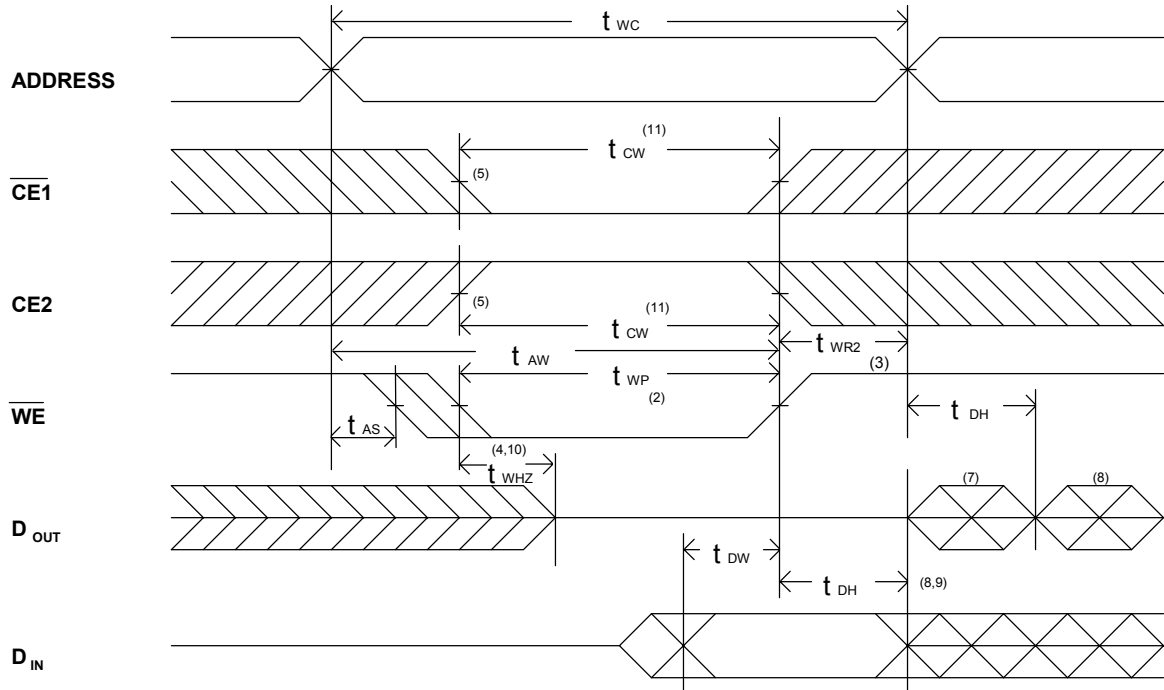 t WC
ADDRESS
(11)
t CW
CE1
(5)
CE2
(5)
(11)
t CW
t WR2
t AW
t WP
(3)
(2)
WE
t DH
t AS
(4,10)
t WHZ
(7)
(8)
D OUT
t DW
t DH
(8,9)
D IN